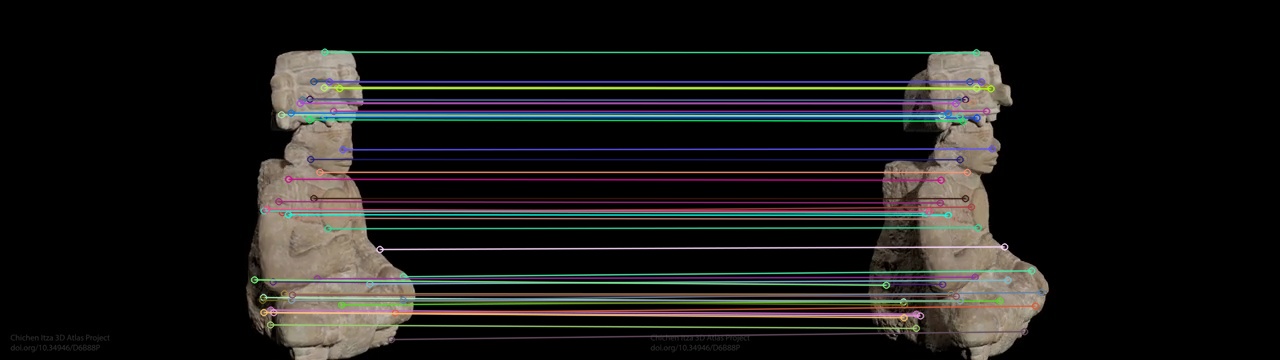 Chichen Itza 3D Atlas Project
doi.org/10.34946/D6B88P
Chichen Itza 3D Atlas Project
doi.org/10.34946/D6B88P